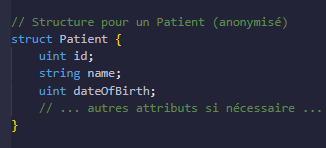 // Structure pour un Patient (anonymisé)
struct Patient {
    uint id;
    string name;
    uint dateOfBirth;
    // ... autres attributs si nécessaire ...
}